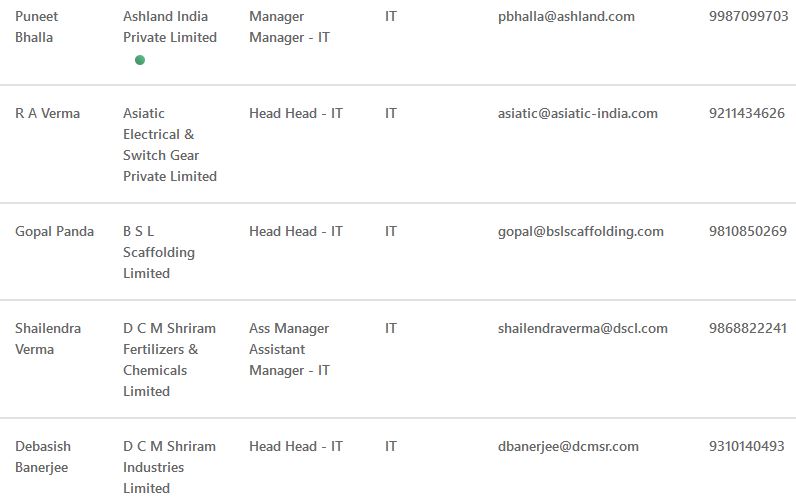 Puneet Bhalla Ashland India Private Limited Manager Manager - IT IT pbhalla@ashland.com 9987099703
R A Verma Asiatic Electrical & Switch Gear Private Limited Head Head - IT IT asiatic@asiatic-india.com 9211434626
Gopal Panda B S L Scaffolding Limited Head Head - IT IT gopal@bslscaffolding.com 9810850269
Shailendra Verma D C M Shriram Fertilizers & Chemicals Limited Ass Manager Assistant Manager - IT IT shailendraverma@dscl.com 9868822241
Debasish Banerjee D C M Shriram Industries Limited Head Head - IT IT dbanerjee@dcmsr.com 9310140493